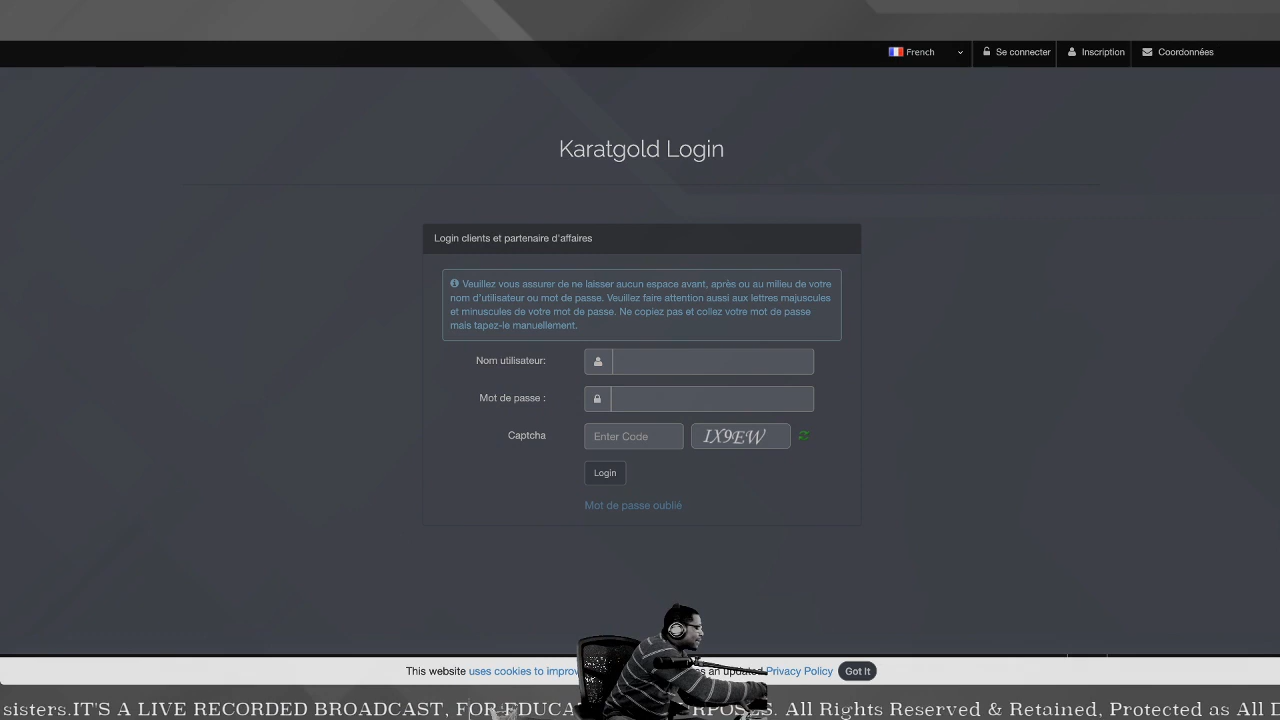 French Se connecter Inscription Coordonnées
Karatgold Login
Login clients et partenaire d'affaires
Veuillez vous assurer de ne laisser aucun espace avant, après ou au milieu de votre
nom d'utilisateur ou mot de passe. Veuillez faire attention aussi aux lettres majuscules
et minuscules de votre mot de passe. Ne copiez pas et collez votre mot de passe
mais tapez-le manuellement.
Nom utilisateur:
Mot de passe :
Captcha Enter Code IX9EW
Login
Mot de passe oublié
This website uses cookies to an updated Privacy Policy Got It
sisters.IT'S A LIVE RECORDED BROADCAST, All Rights Reserved & Retained, Protected as All